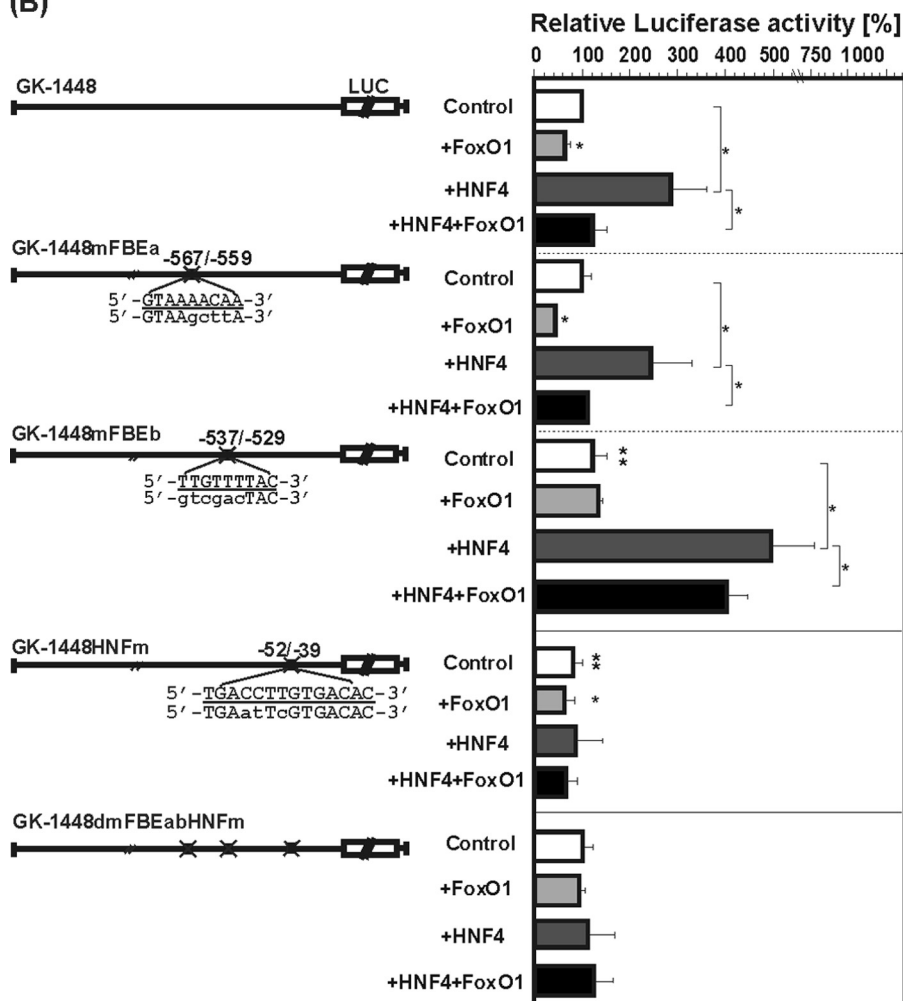 (B)
Relative Luciferase activity [%]
0 100 200 300 400 500 750 1000
GK-1448 LUC
Control
+FoxO1 *
+HNF4 *
+HNF4+FoxO1 *
GK-1448mFBEa
-567/-559
5'-GTAAAACAA-3'
5'-GTAAgcttA-3'
Control
+FoxO1 *
+HNF4 *
+HNF4+FoxO1 *
GK-1448mFBEb
-537/-529
5'-TTGTTTTAC-3'
5'-gtcgacTAC-3'
Control **
+FoxO1
+HNF4 *
+HNF4+FoxO1 *
GK-1448HNFm
-52/-39
5'-TGACCTTGTGACAC-3'
5'-TGAatTcGTGACAC-3'
Control **
+FoxO1 *
+HNF4
+HNF4+FoxO1
GK-1448dmFBEabHNFm
Control
+FoxO1
+HNF4
+HNF4+FoxO1